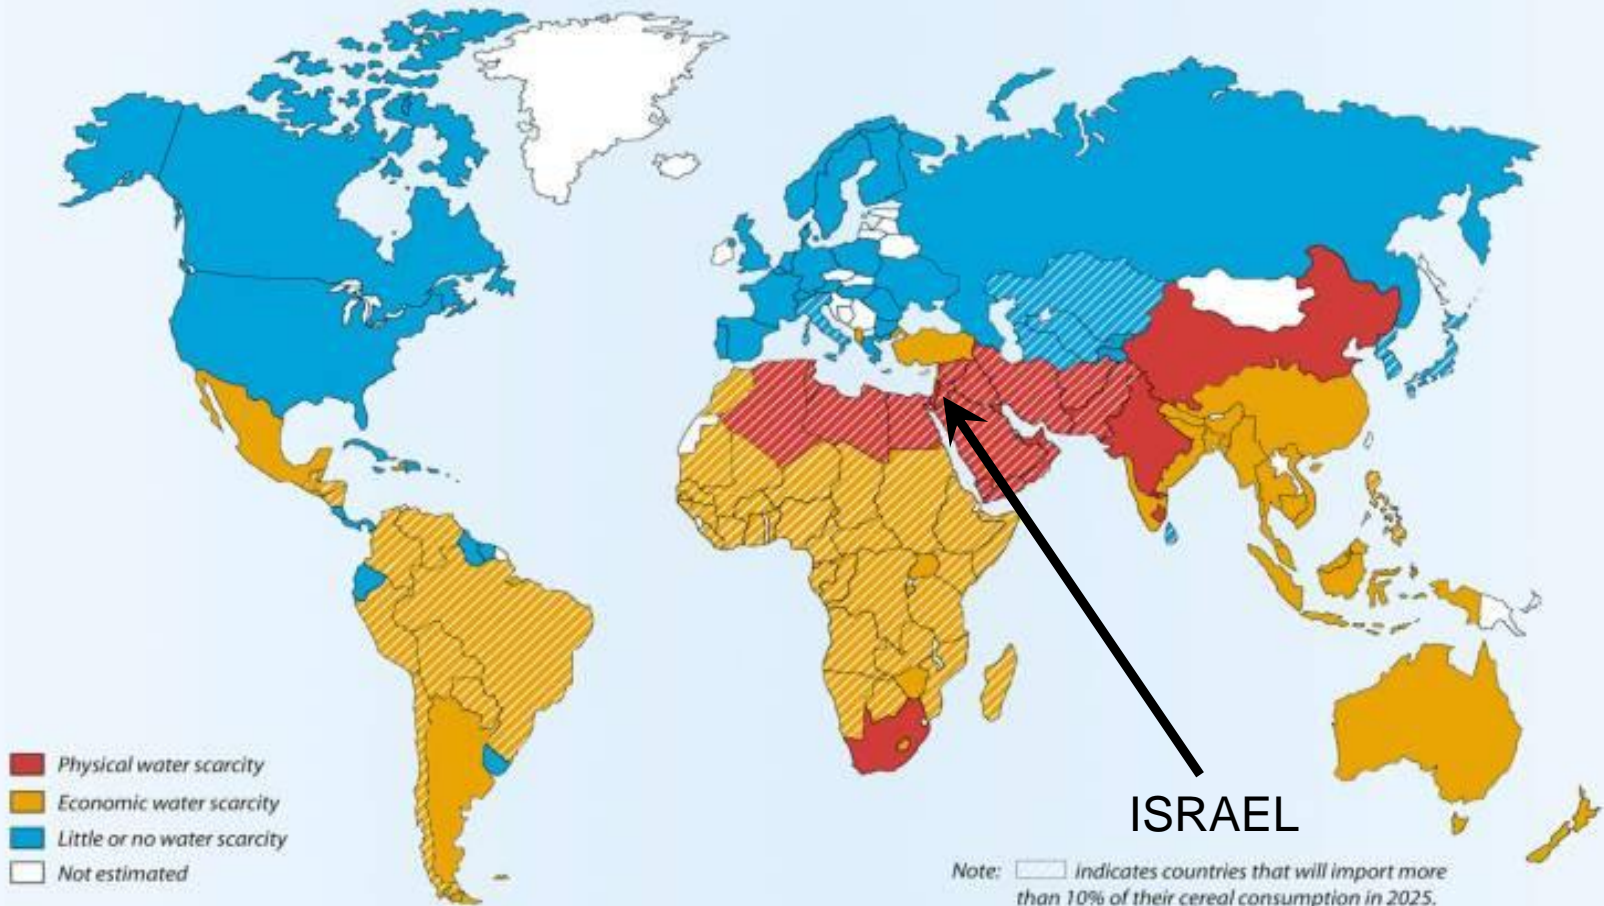 Physical water scarcity
Economic water scarcity
Little or no water scarcity
Not estimated
ISRAEL
Note: indicates countries that will import more
than 10% of their cereal consumption in 2025.